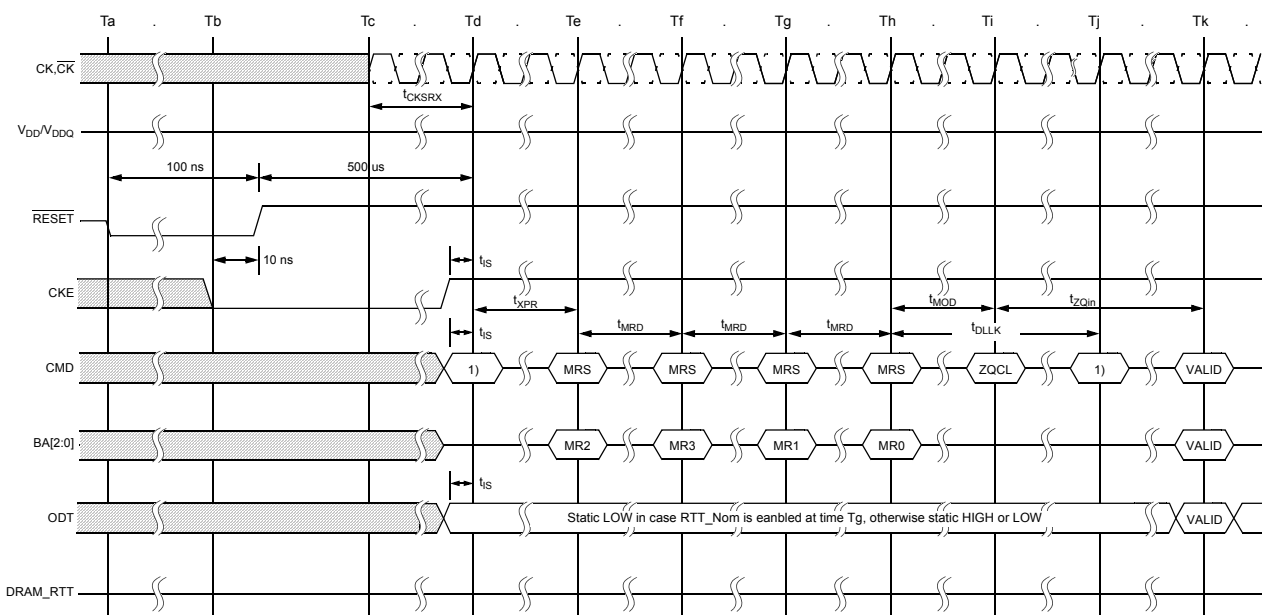 Ta . Tb . Tc . Td . Te . Tf . Tg . Th . Ti . Tj . Tk .
CK,CK
tCKSRX
VDD/VDDQ
100 ns 500 us
RESET
10 ns tIS
CKE
tXPR tMOD tZQin
tIS tMRD tMRD tMRD tDLLK
CMD 1) MRS MRS MRS MRS ZQCL 1) VALID
BA[2:0] MR2 MR3 MR1 MR0 VALID
tIS
ODT Static LOW in case RTT_Nom is eanbled at time Tg, otherwise static HIGH or LOW VALID
DRAM_RTT